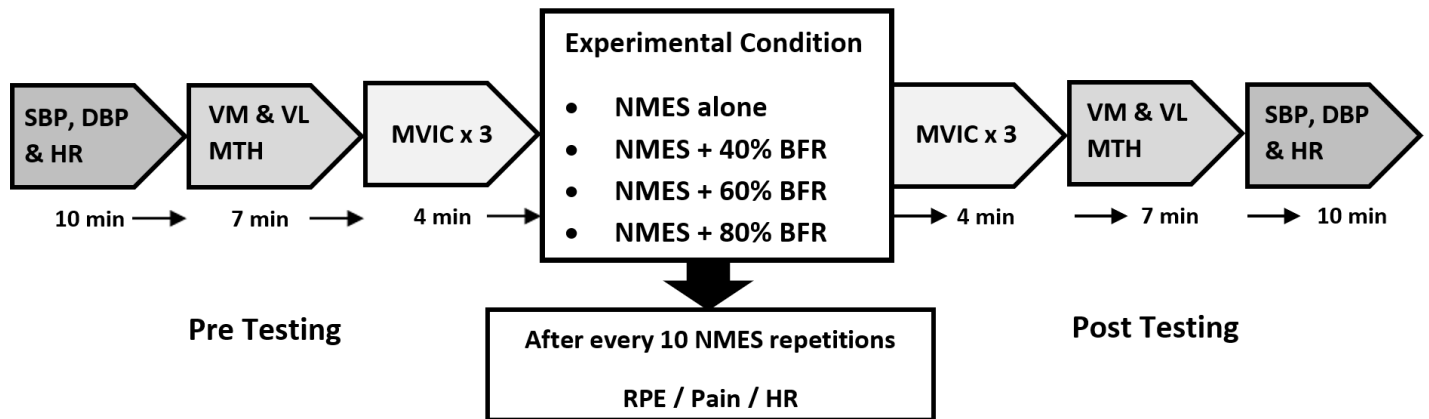 SBP, DBP
& HR
10 min
VM & VL
MTH
7 min
MVIC x 3
4 min
Pre Testing
Experimental Condition
• NMES alone
• NMES + 40% BFR
• NMES + 60% BFR
• NMES + 80% BFR
After every 10 NMES repetitions
RPE / Pain / HR
MVIC x 3
4 min
VM & VL
MTH
7 min
SBP, DBP
& HR
10 min
Post Testing